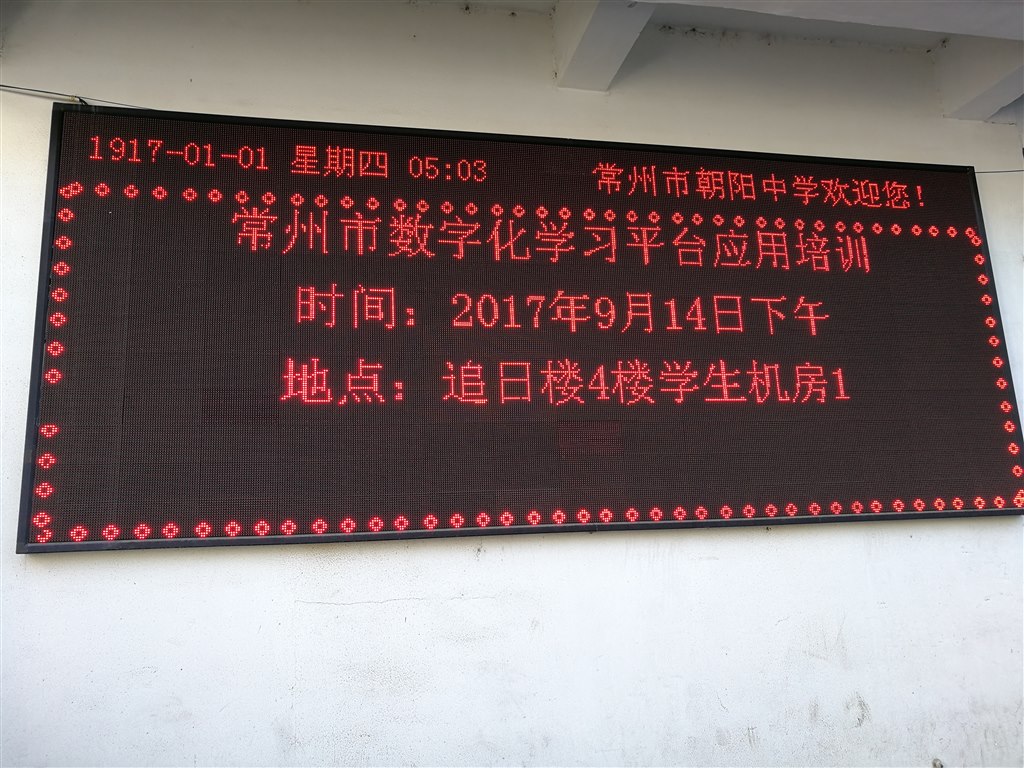 1917-01-01 星期四 05:03 常州市朝阳中学欢迎您！
常州市数字化学习平台应用培训
时间：2017年9月14日下午
地点：追日楼4楼学生机房1